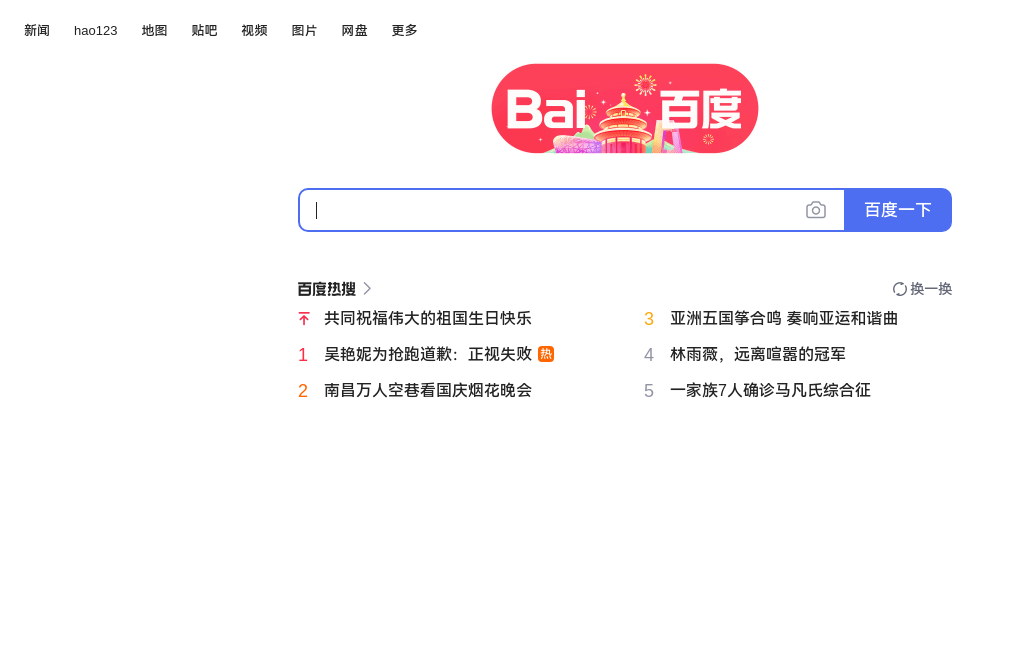 新闻 hao123 地图 贴吧 视频 图片 网盘 更多
Bai 百度
百度一下
百度热搜 换一换
共同祝福伟大的祖国生日快乐
1 吴艳妮为抢跑道歉：正视失败 热
2 南昌万人空巷看国庆烟花晚会
3 亚洲五国筝合鸣 奏响亚运和谐曲
4 林雨薇，远离喧嚣的冠军
5 一家族7人确诊马凡氏综合征